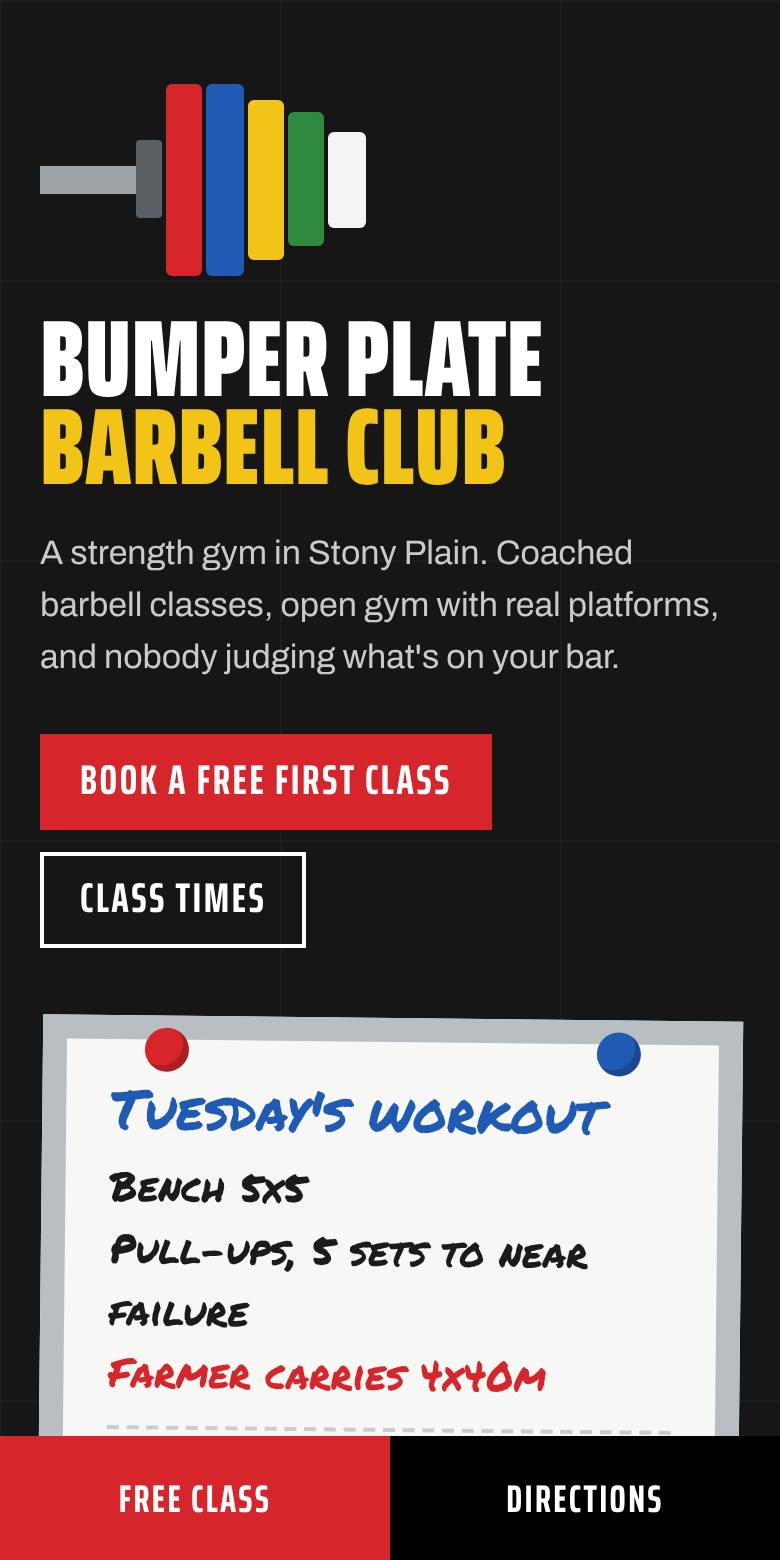 BUMPER PLATE
BARBELL CLUB
A strength gym in Stony Plain. Coached
barbell classes, open gym with real platforms,
and nobody judging what's on your bar.
BOOK A FREE FIRST CLASS
CLASS TIMES
Tuesday's workout
Bench 5x5
Pull-ups, 5 sets to near
failure
Farmer carries 4x40m
FREE CLASS
DIRECTIONS